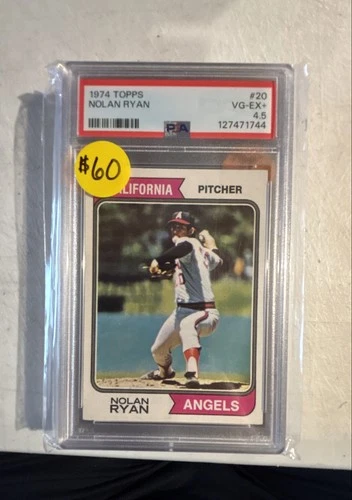 1974 TOPPS #20
NOLAN RYAN VG-EX+
4.5
PSA 127471744
$60
CALIFORNIA PITCHER
NOLAN
RYAN ANGELS